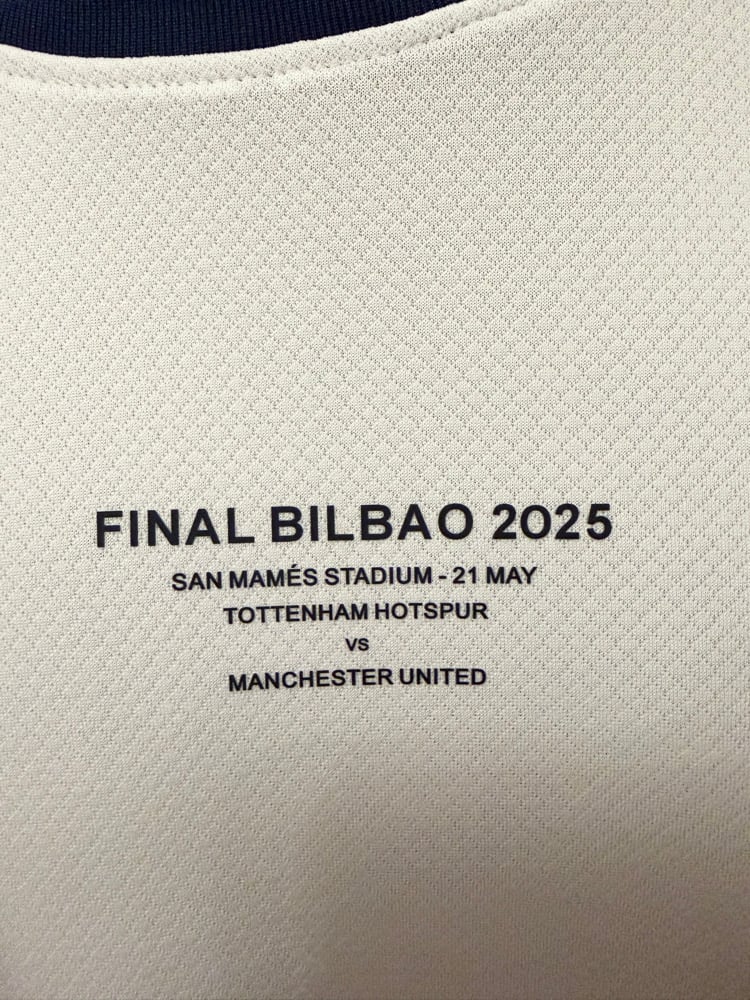 FINAL BILBAO 2025
SAN MAMÉS STADIUM - 21 MAY
TOTTENHAM HOTSPUR
VS
MANCHESTER UNITED